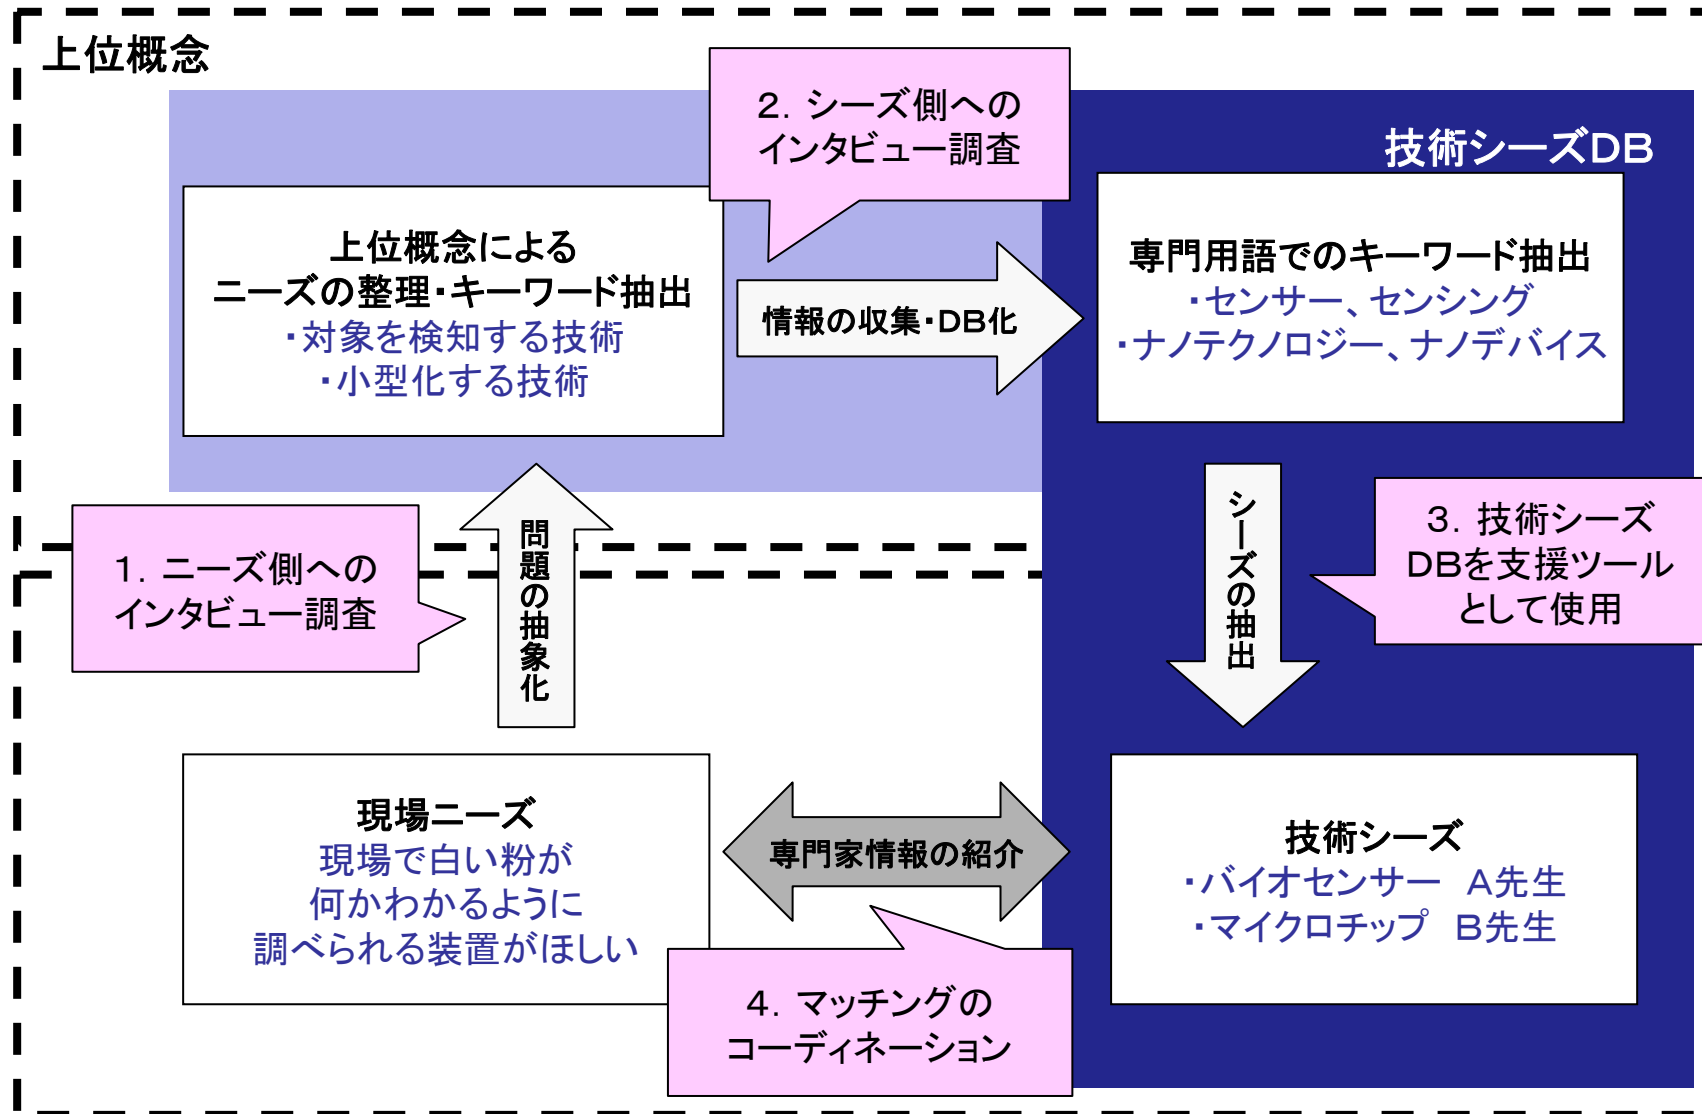 上位概念
2．シーズ側への
インタビュー調査
技術シーズDB
上位概念による
ニーズの整理・キーワード抽出
・対象を検知する技術
・小型化する技術
情報の収集・DB化
専門用語でのキーワード抽出
・センサー、センシング
・ナノテクノロジー、ナノデバイス
1．ニーズ側への
インタビュー調査
問題の抽象化
シーズの抽出
3．技術シーズ
DBを支援ツール
として使用
現場ニーズ
現場で白い粉が
何かわかるように
調べられる装置がほしい
専門家情報の紹介
技術シーズ
・バイオセンサー　A先生
・マイクロチップ　B先生
4．マッチングの
コーディネーション